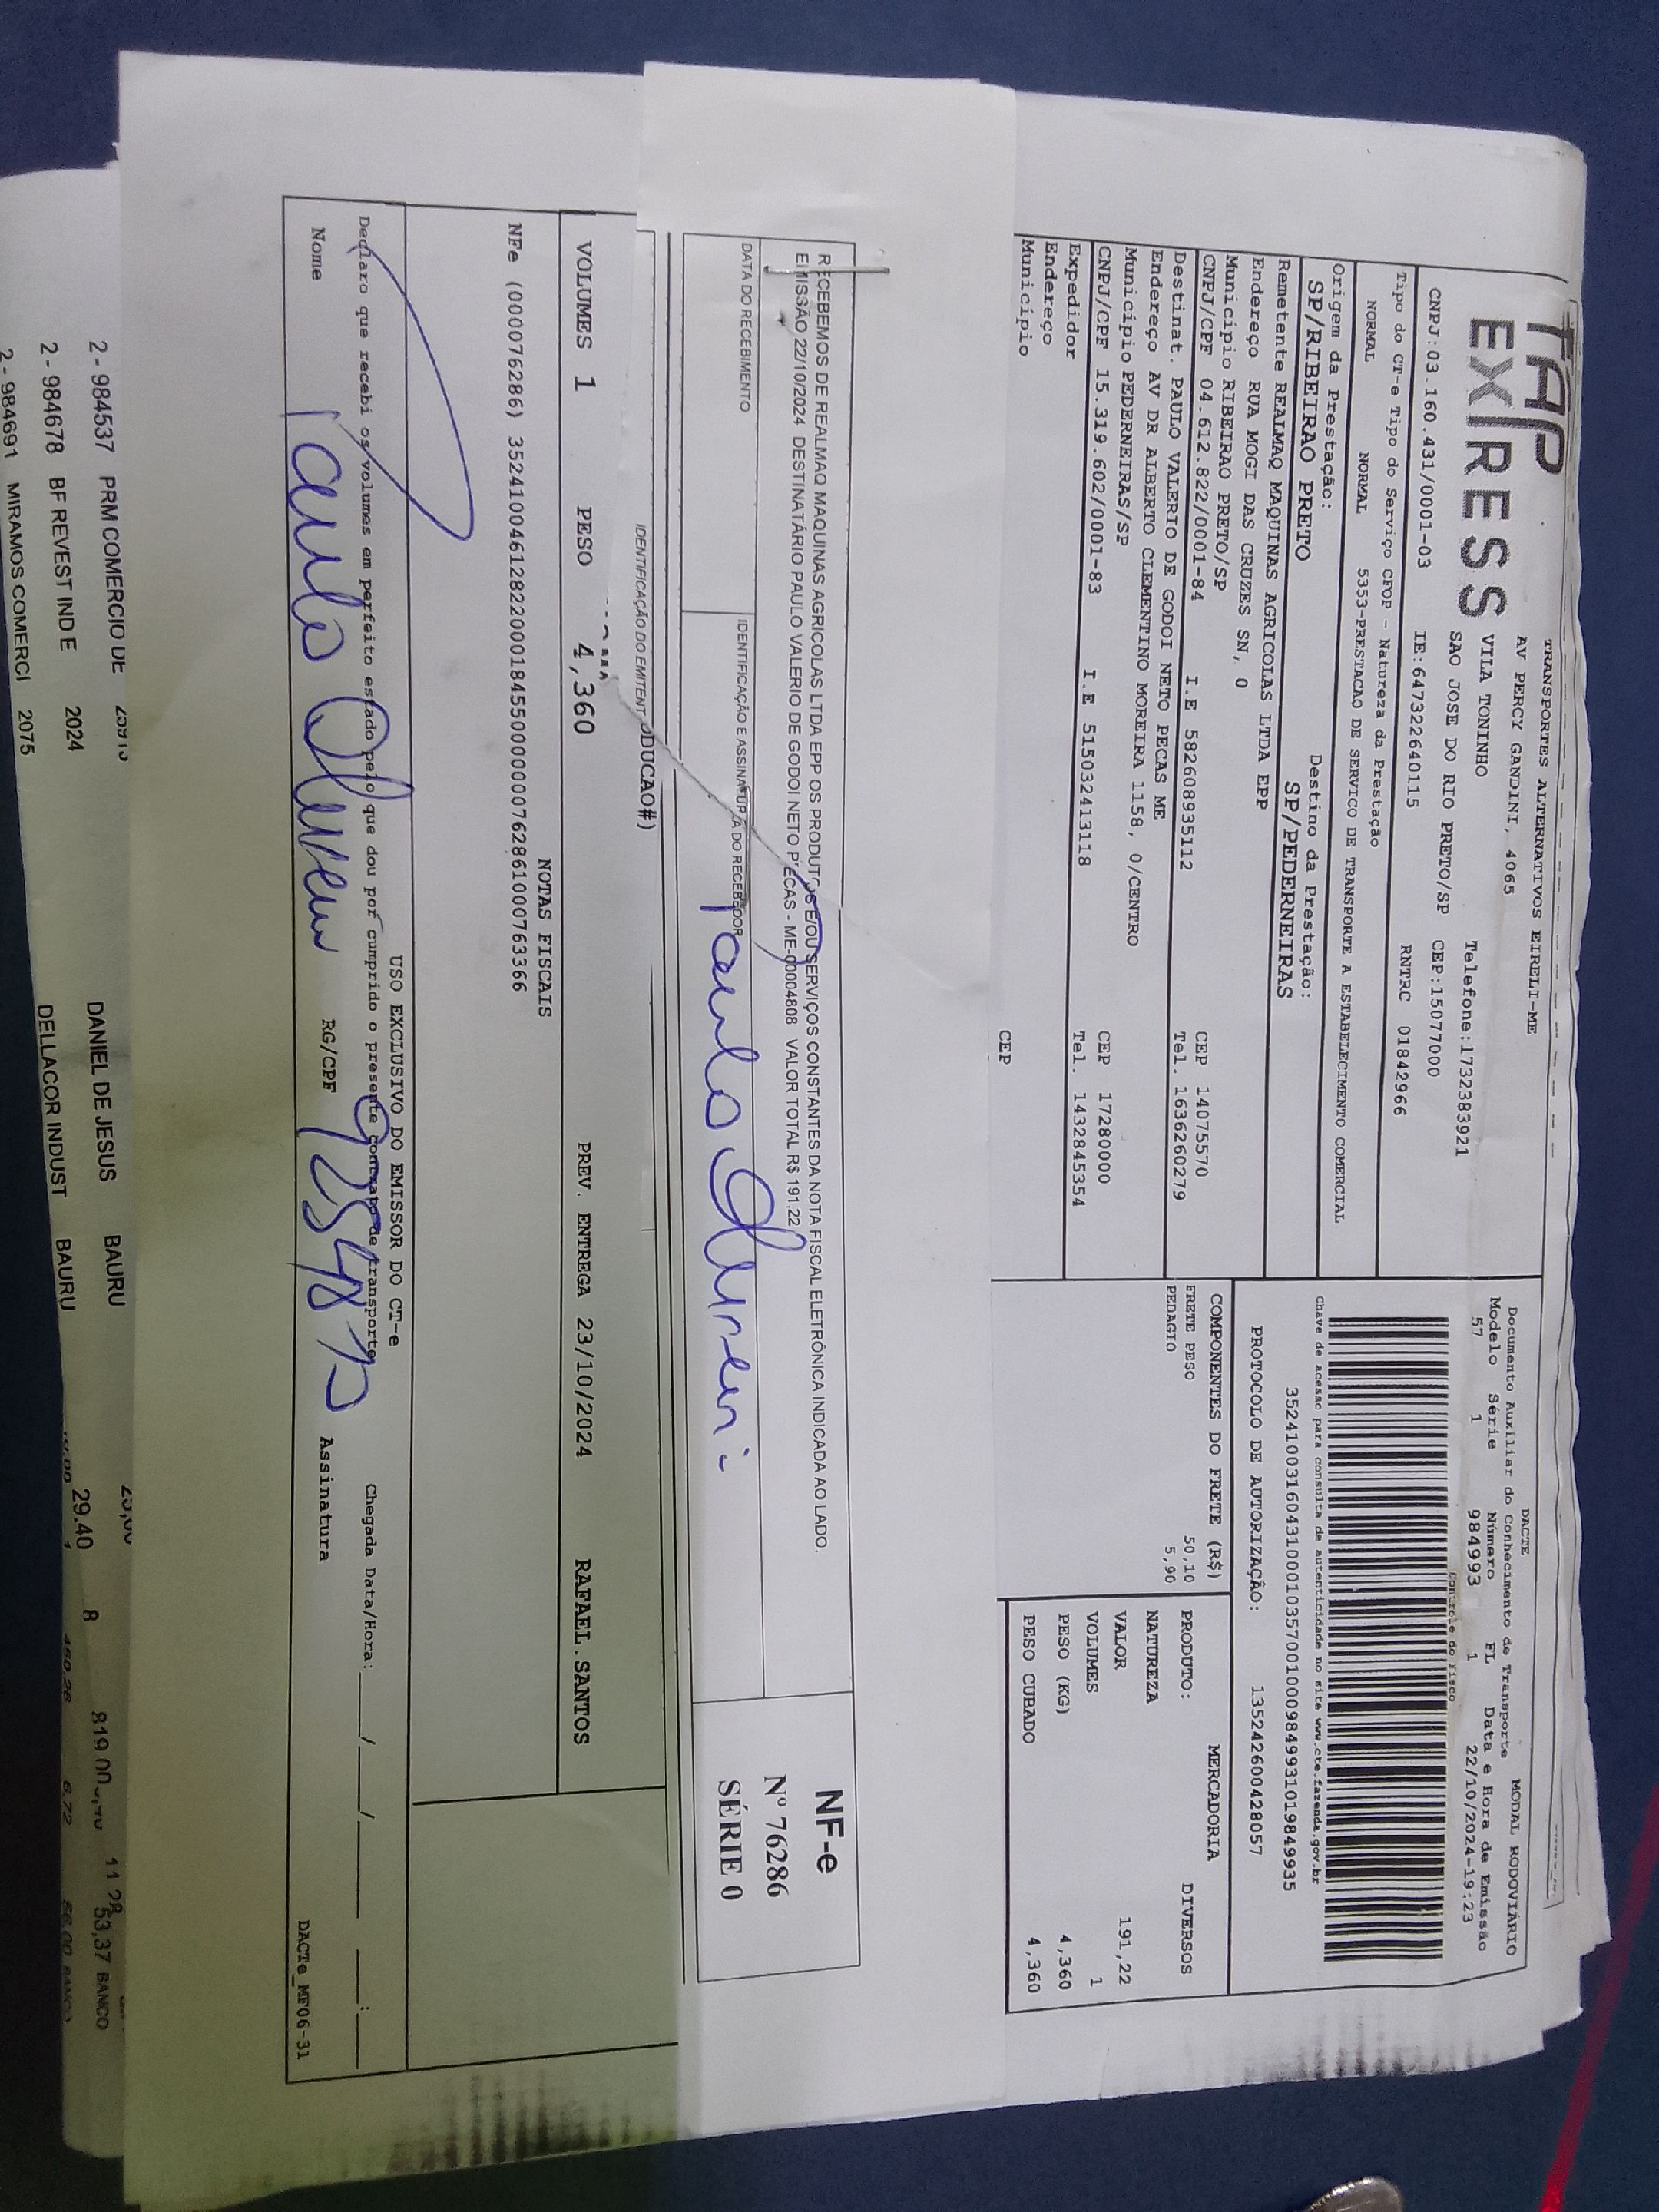 TAP EXPRESS
TRANSPORTES ALTERNATIVOS EIRELI-ME
AV PERCY GANDINI, 4065
VILA TONINHO
SAO JOSE DO RIO PRETO/SP
Telefone:1732383921
CEP:15077000
CNPJ:03.160.431/0001-03 IE:647322640115 RNTRC 01842966
Tipo do CT-e Tipo do Serviço CFOP - Natureza da Prestação
NORMAL NORMAL 5353-PRESTACAO DE SERVICO DE TRANSPORTE A ESTABELECIMENTO COMERCIAL
Origem da Prestação: Destino da Prestação:
SP/RIBEIRAO PRETO SP/PEDERNEIRAS
Remetente REALMAQ MAQUINAS AGRICOLAS LTDA EPP
Endereço RUA MOGI DAS CRUZES SN, 0
Município RIBEIRAO PRETO/SP CEP 14075570
CNPJ/CPF 04.612.822/0001-84 I.E 582608935112 Tel. 1636260279
Destinat. PAULO VALERIO DE GODOI NETO PECAS ME
Endereço AV DR ALBERTO CLEMENTINO MOREIRA 1158, 0/CENTRO
Município PEDERNEIRAS/SP CEP 17280000
CNPJ/CPF 15.319.602/0001-83 I.E 515032413118 Tel. 1432845354
Expedidor
Endereço
Município CEP
DACTE MODAL RODOVIÁRIO
Documento Auxiliar do Conhecimento de Transporte
Modelo Série Número FL Data e Hora de Emissão
57 1 984993 1 22/10/2024-19:23
Controle do Fisco
Chave de acesso para consulta de autenticidade no site www.cte.fazenda.gov.br
35241003160431000103570010009849931019849935
PROTOCOLO DE AUTORIZAÇÃO: 135242600428057
COMPONENTES DO FRETE (R$)
FRETE PESO 50,10
PEDAGIO 5,90
MERCADORIA
PRODUTO: DIVERSOS
NATUREZA
VALOR 191,22
VOLUMES 1
PESO (KG) 4,360
PESO CUBADO 4,360
RECEBEMOS DE REALMAQ MAQUINAS AGRICOLAS LTDA EPP OS PRODUTOS E/OU SERVIÇOS CONSTANTES DA NOTA FISCAL ELETRÔNICA INDICADA AO LADO.
EMISSÃO 22/10/2024 DESTINATÁRIO PAULO VALERIO DE GODOI NETO PECAS - ME-00004808 VALOR TOTAL R$ 191,22
DATA DO RECEBIMENTO IDENTIFICAÇÃO E ASSINATURA DO RECEBEDOR
Paulo
NF-e
Nº 76286
SÉRIE 0
IDENTIFICAÇÃO DO EMITENT
DUCAO#)
VOLUMES 1 PESO 4,360 PREV. ENTREGA 23/10/2024 RAFAEL.SANTOS
NOTAS FISCAIS
NFe (000076286) 35241004612822000184550000000762861000763366
USO EXCLUSIVO DO EMISSOR DO CT-e
Declaro que recebi os volumes em perfeito estado pelo que dou por cumprido o presente contrato de transporte Chegada Data/Hora: / / :
Nome Paulo RG/CPF Assinatura
DACTe_MF06-31
2 - 984537 PRM COMERCIO DE DANIEL DE JESUS BAURU
2 - 984678 BF REVEST IND E 2024 DELLACOR INDUST BAURU 29.40 8 819 00 11 28 53,37 BANCO
2 - 984691 MIRAMOS COMERCI 2075